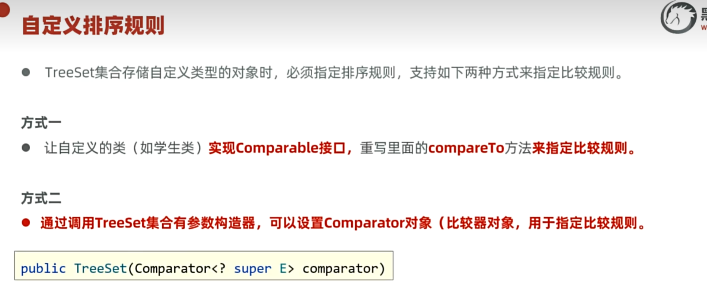 自定义排序规则
● TreeSet集合存储自定义类型的对象时，必须指定排序规则，支持如下两种方式来指定比较规则。
方式一
● 让自定义的类（如学生类）实现Comparable接口，重写里面的compareTo方法来指定比较规则。
方式二
● 通过调用TreeSet集合有参数构造器，可以设置Comparator对象（比较器对象，用于指定比较规则。
public TreeSet(Comparator<? super E> comparator)